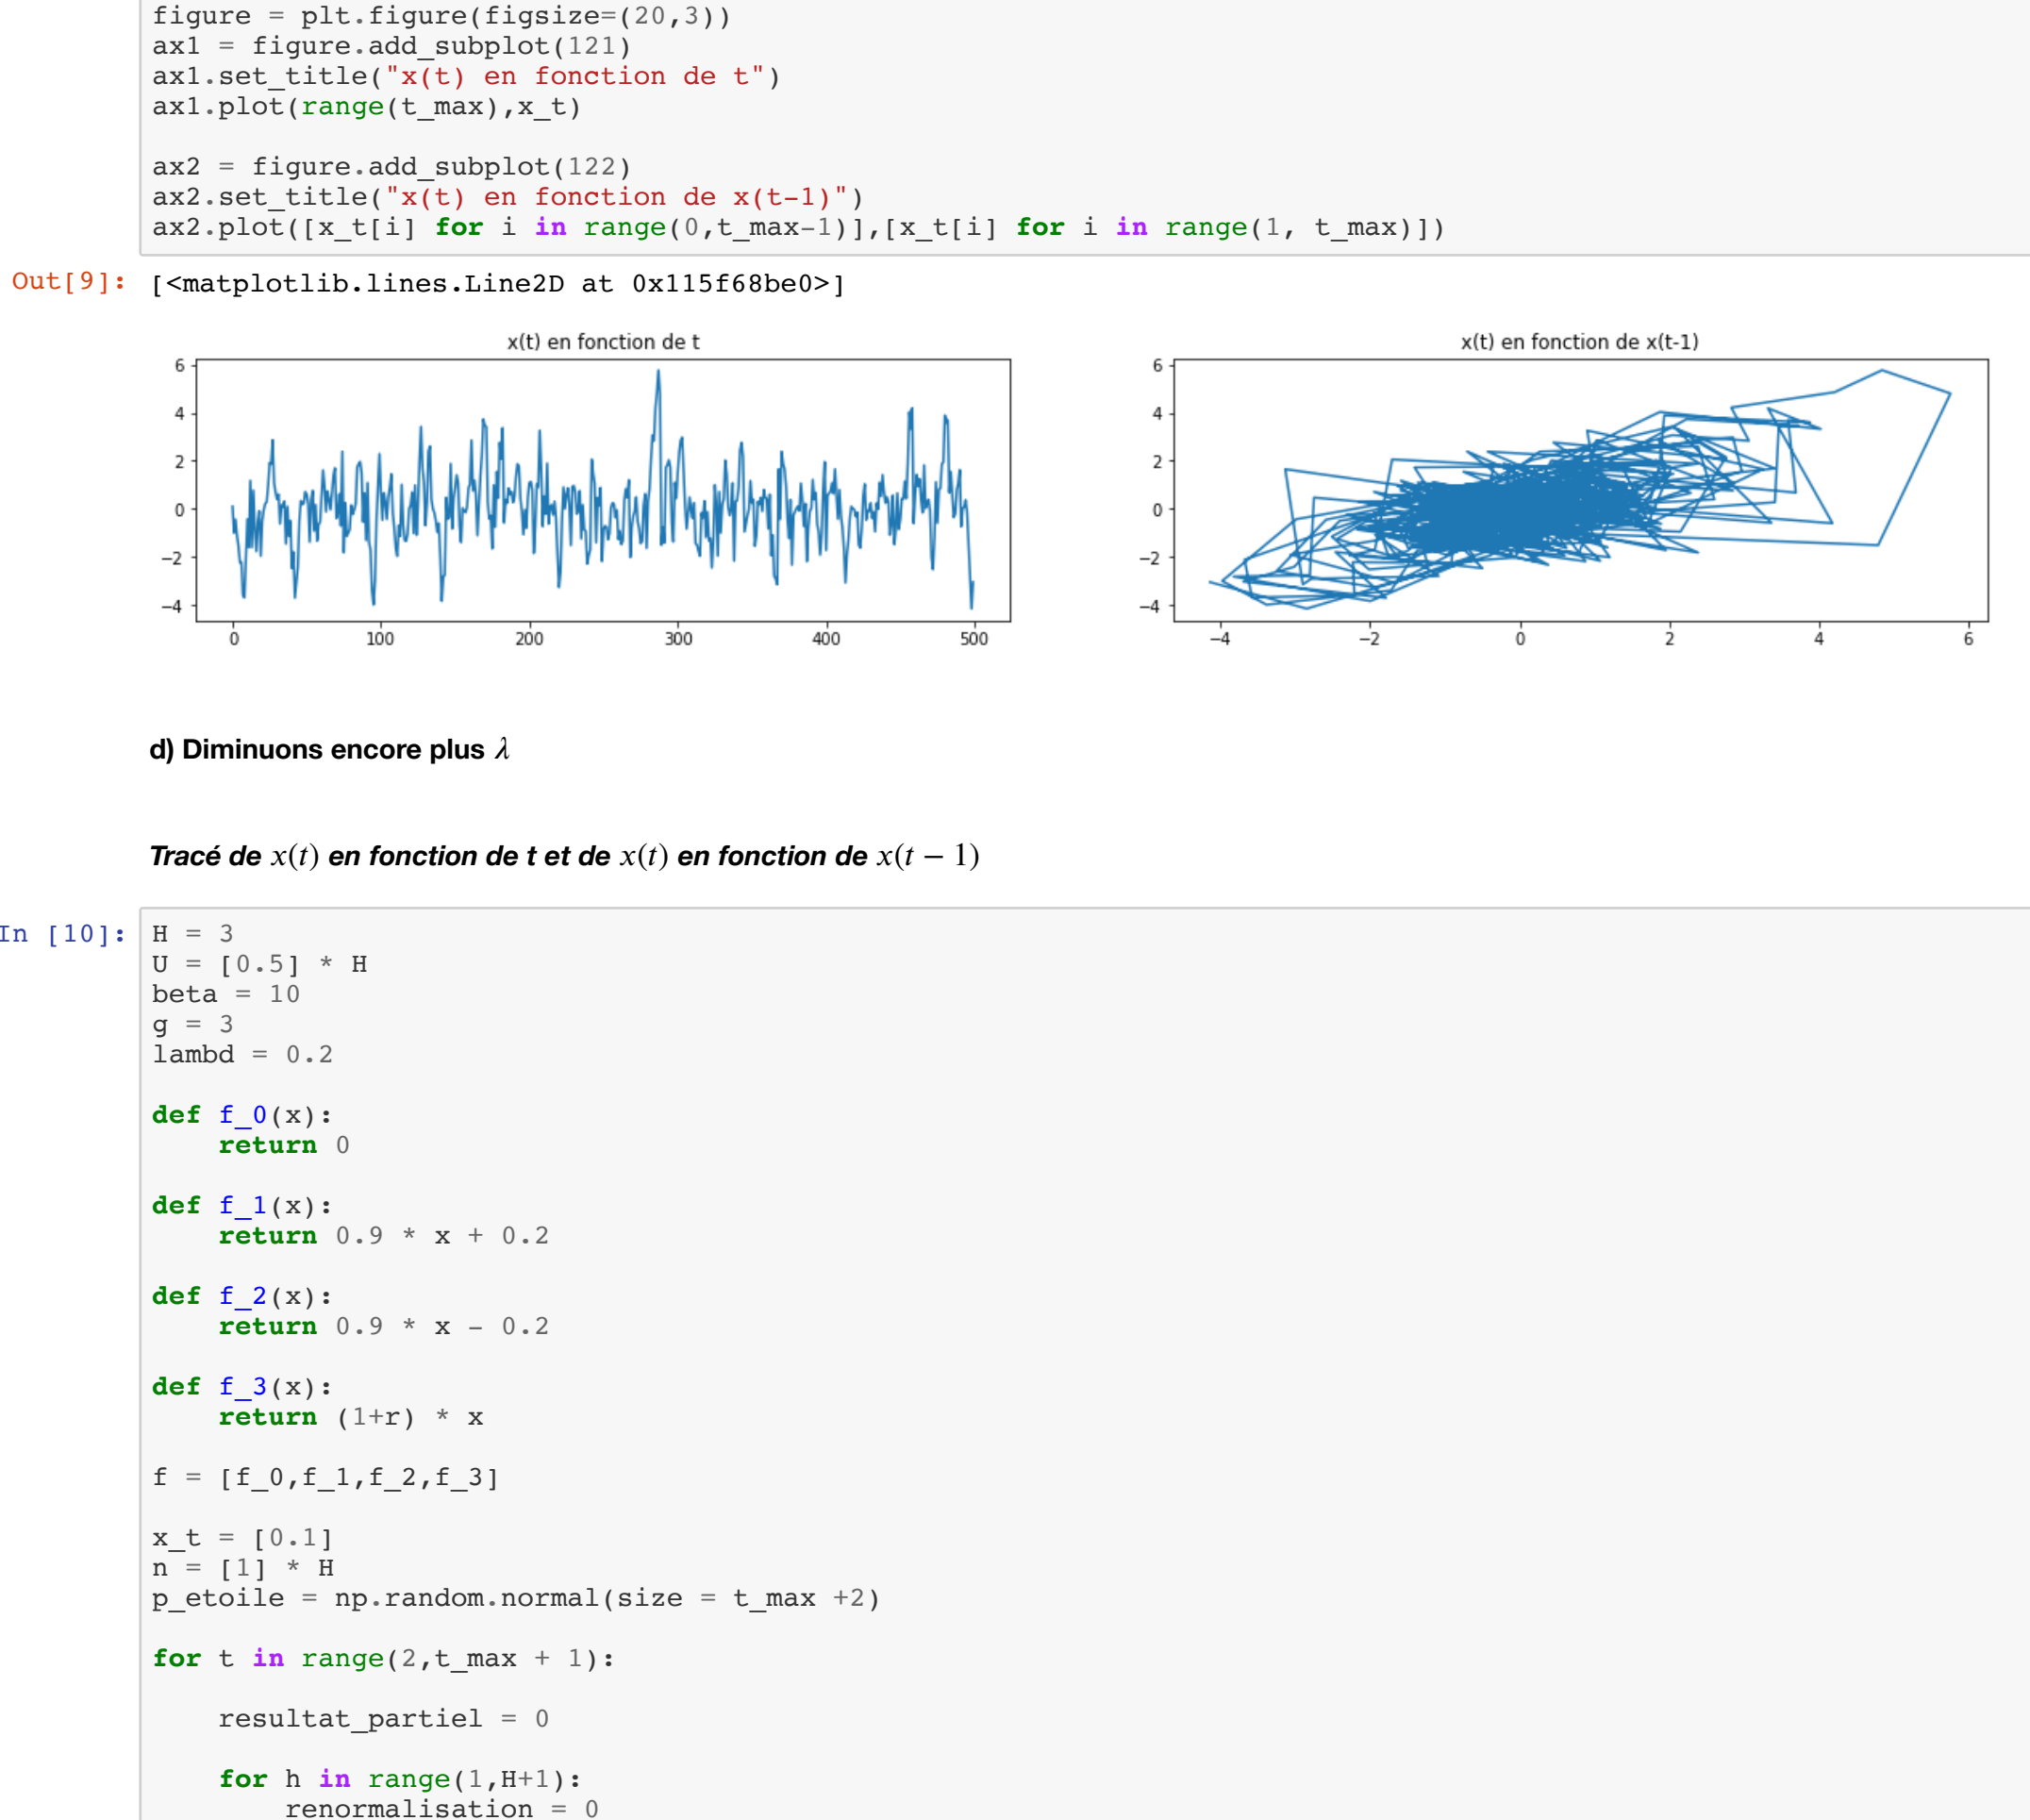 figure = plt.figure(figsize=(20,3))
ax1 = figure.add_subplot(121)
ax1.set_title("x(t) en fonction de t")
ax1.plot(range(t_max),x_t)

ax2 = figure.add_subplot(122)
ax2.set_title("x(t) en fonction de x(t-1)")
ax2.plot([x_t[i] for i in range(0,t_max-1)],[x_t[i] for i in range(1, t_max)])
Out[9]: [<matplotlib.lines.Line2D at 0x115f68be0>]
x(t) en fonction de t
6
4
2
0
−2
−4
0 100 200 300 400 500
x(t) en fonction de x(t-1)
6
4
2
0
−2
−4
−4 −2 0 2 4 6
d) Diminuons encore plus λ
Tracé de x(t) en fonction de t et de x(t) en fonction de x(t − 1)
In [10]: H = 3
U = [0.5] * H
beta = 10
g = 3
lambd = 0.2

def f_0(x):
    return 0

def f_1(x):
    return 0.9 * x + 0.2

def f_2(x):
    return 0.9 * x - 0.2

def f_3(x):
    return (1+r) * x

f = [f_0,f_1,f_2,f_3]

x_t = [0.1]
n = [1] * H
p_etoile = np.random.normal(size = t_max +2)

for t in range(2,t_max + 1):

    resultat_partiel = 0

    for h in range(1,H+1):
        renormalisation = 0